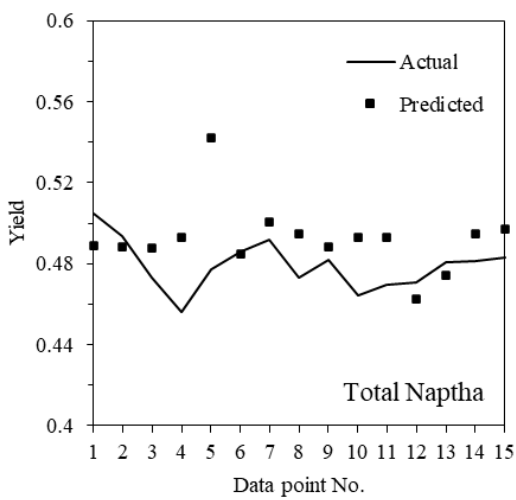 0.6
0.56
0.52
0.48
0.44
0.4
Yield
Actual
Predicted
Total Naptha
1 2 3 4 5 6 7 8 9 10 11 12 13 14 15
Data point No.